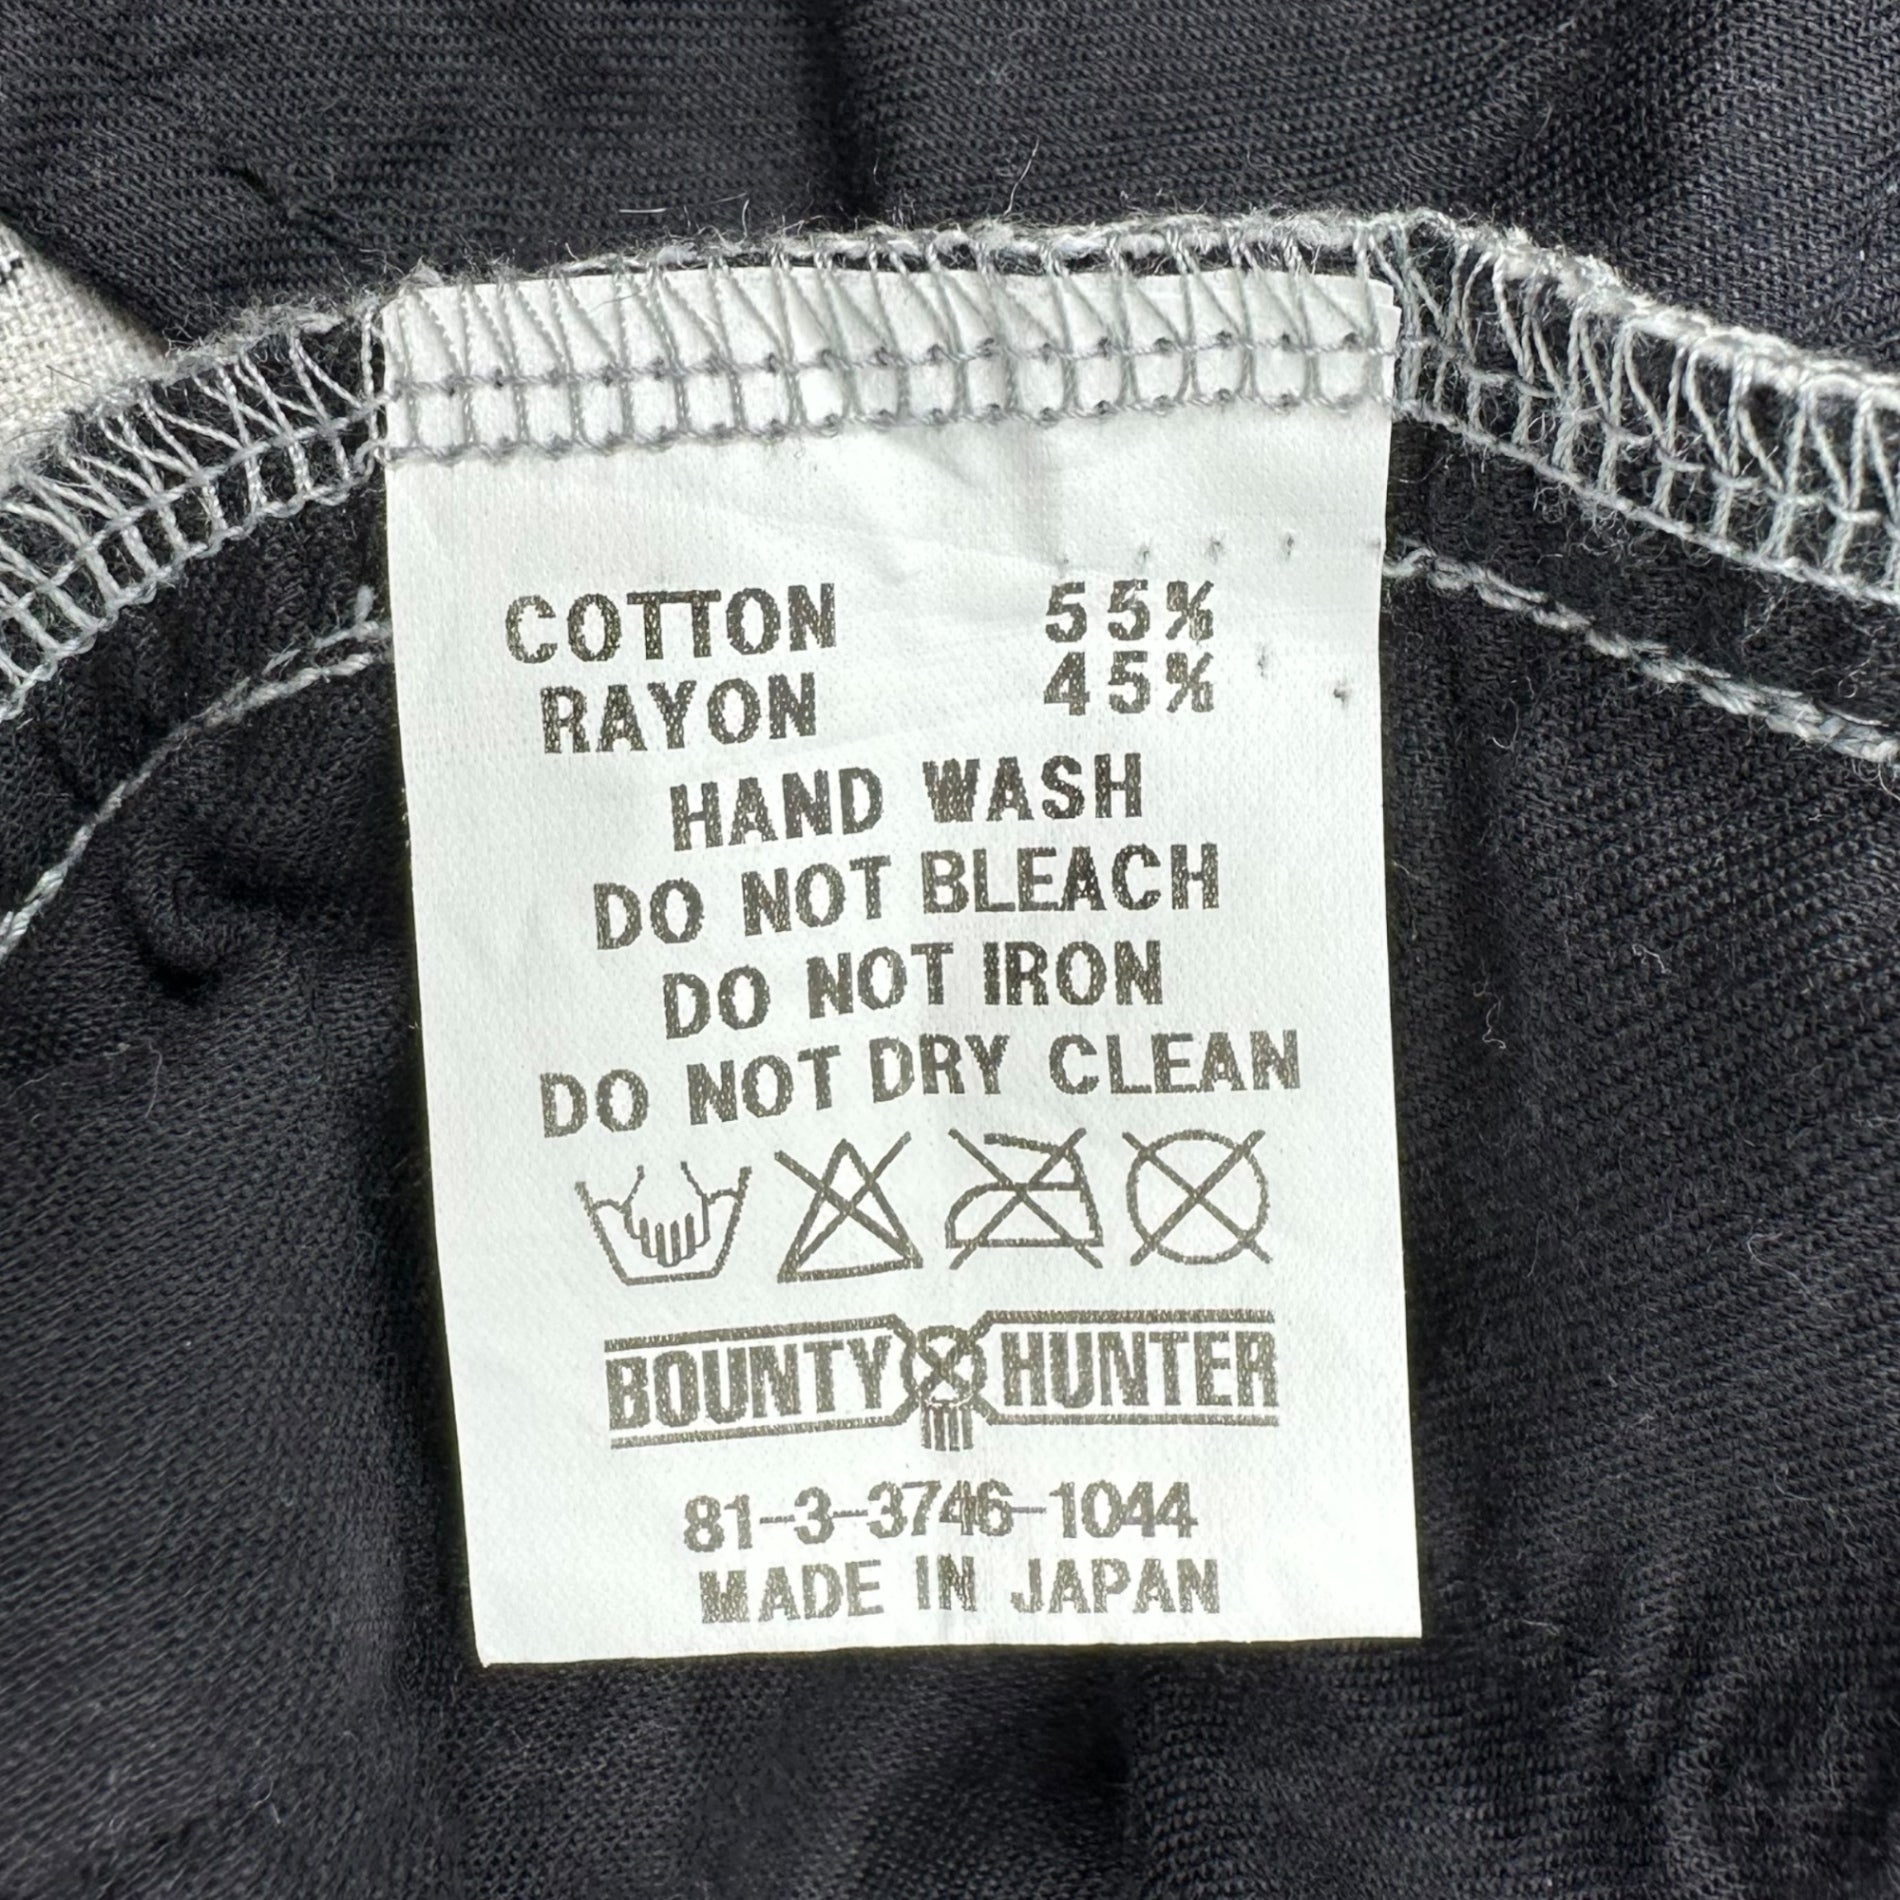 COTTON 55%
RAYON 45%
HAND WASH
DO NOT BLEACH
DO NOT IRON
DO NOT DRY CLEAN
BOUNTY HUNTER
81-3-3746-1044
MADE IN JAPAN